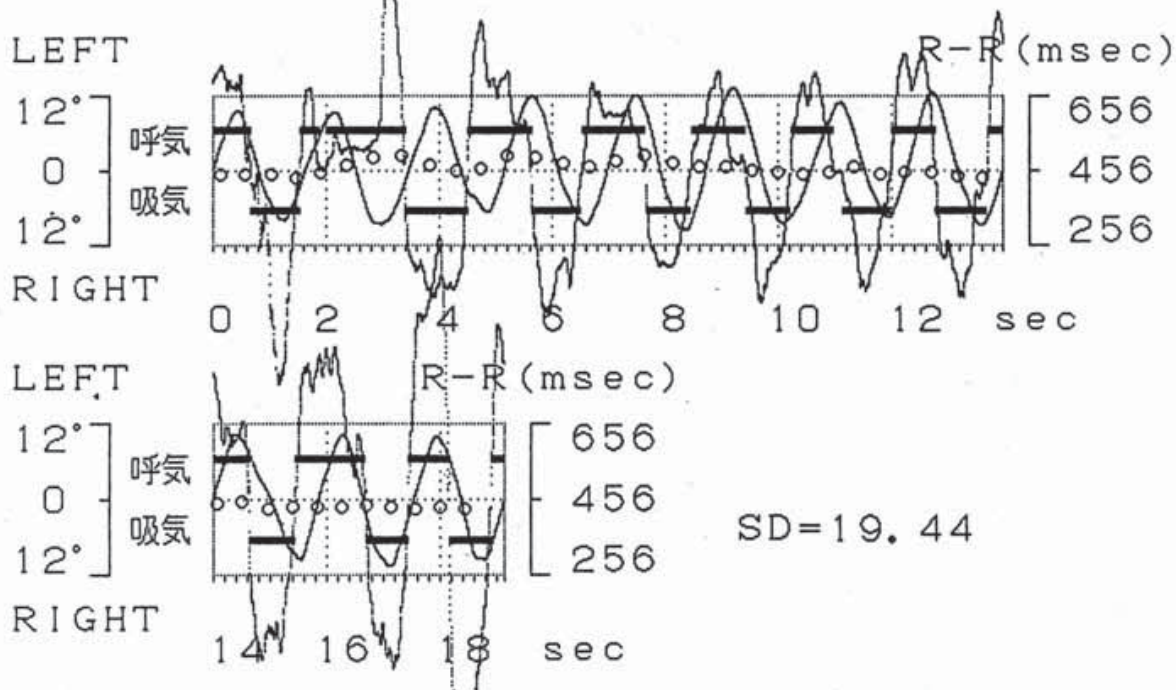 LEFT R-R(msec)
12° 656
呼気
0 456
吸気
12° 256
RIGHT
0 2 4 6 8 10 12 sec
LEFT R-R(msec)
12° 656
呼気
0 456
吸気 SD=19.44
12° 256
RIGHT
14 16 18 sec